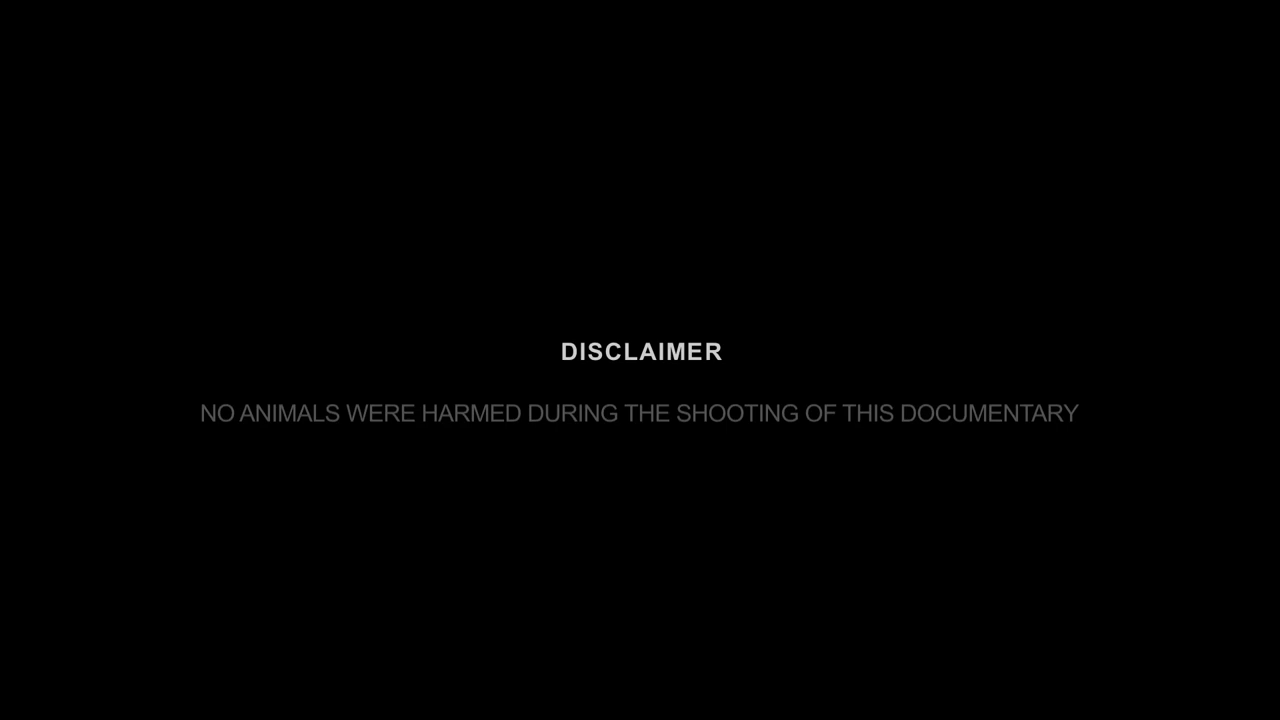 DISCLAIMER
NO ANIMALS WERE HARMED DURING THE SHOOTING OF THIS DOCUMENTARY